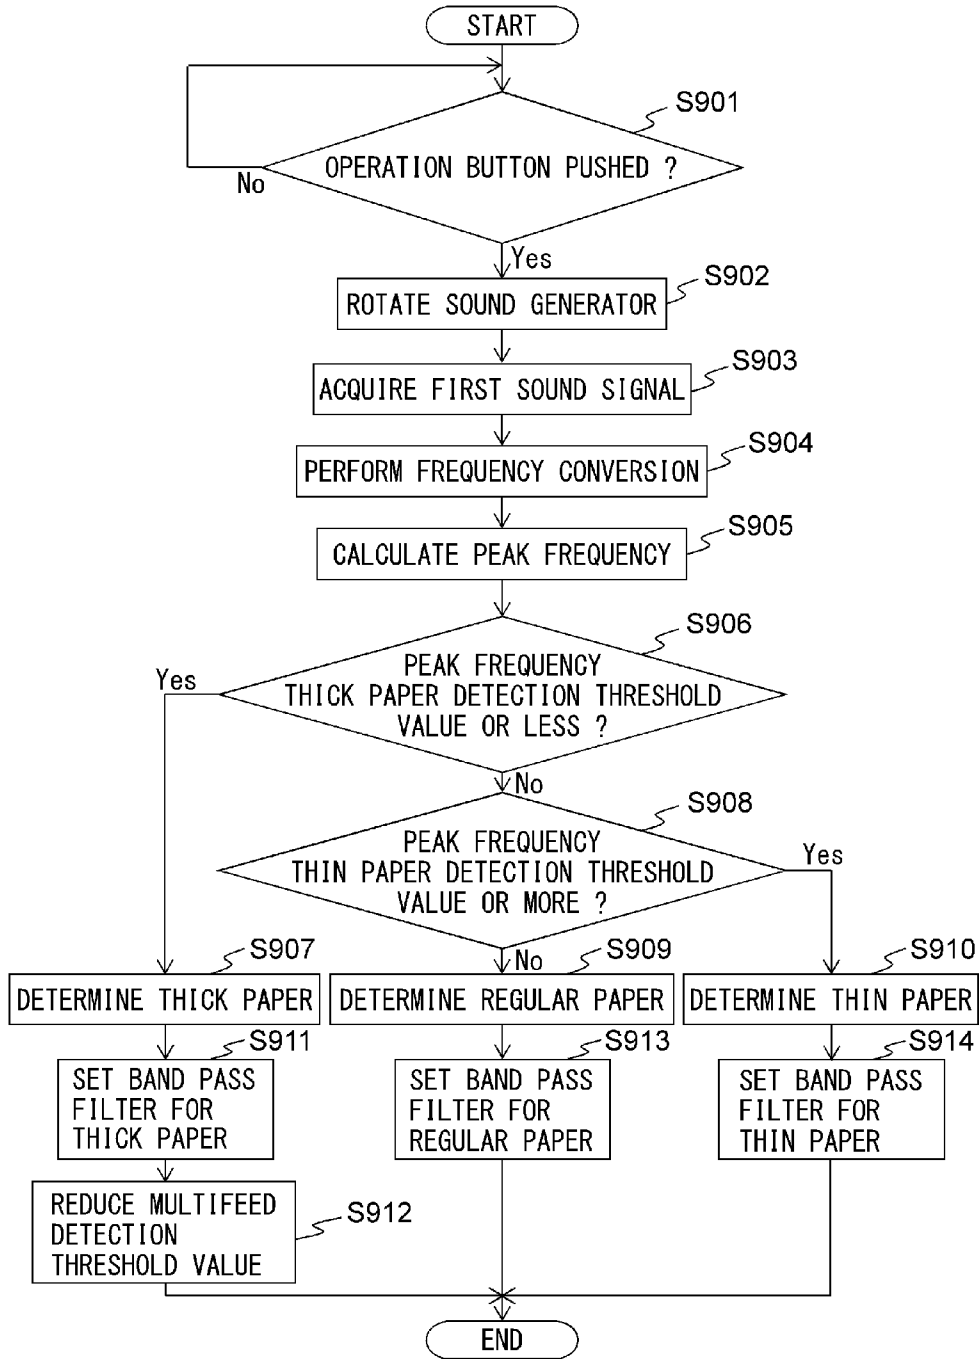 START
S901
OPERATION BUTTON PUSHED ?
No
Yes
S902
ROTATE SOUND GENERATOR
S903
ACQUIRE FIRST SOUND SIGNAL
S904
PERFORM FREQUENCY CONVERSION
S905
CALCULATE PEAK FREQUENCY
S906
PEAK FREQUENCY
THICK PAPER DETECTION THRESHOLD
VALUE OR LESS ?
Yes
No
S908
PEAK FREQUENCY
THIN PAPER DETECTION THRESHOLD
VALUE OR MORE ?
Yes
No
S907
DETERMINE THICK PAPER
S909
DETERMINE REGULAR PAPER
S910
DETERMINE THIN PAPER
S911
SET BAND PASS
FILTER FOR
THICK PAPER
S913
SET BAND PASS
FILTER FOR
REGULAR PAPER
S914
SET BAND PASS
FILTER FOR
THIN PAPER
S912
REDUCE MULTIFEED
DETECTION
THRESHOLD VALUE
END